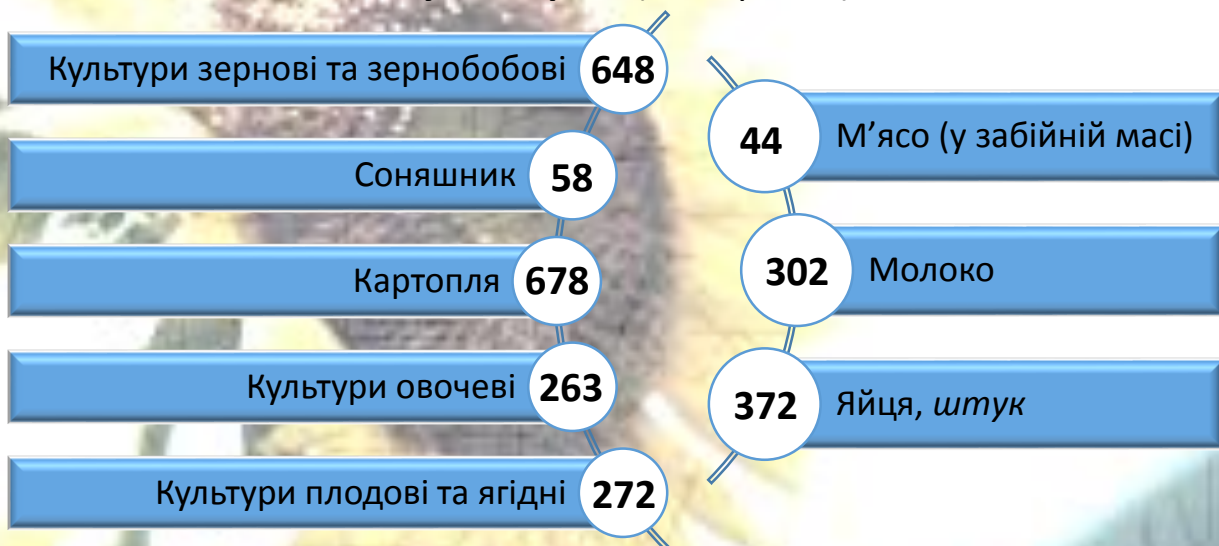 Культури зернові та зернобобові 648
Соняшник 58
Картопля 678
Культури овочеві 263
Культури плодові та ягідні 272
44 М’ясо (у забійній масі)
302 Молоко
372 Яйця, штук